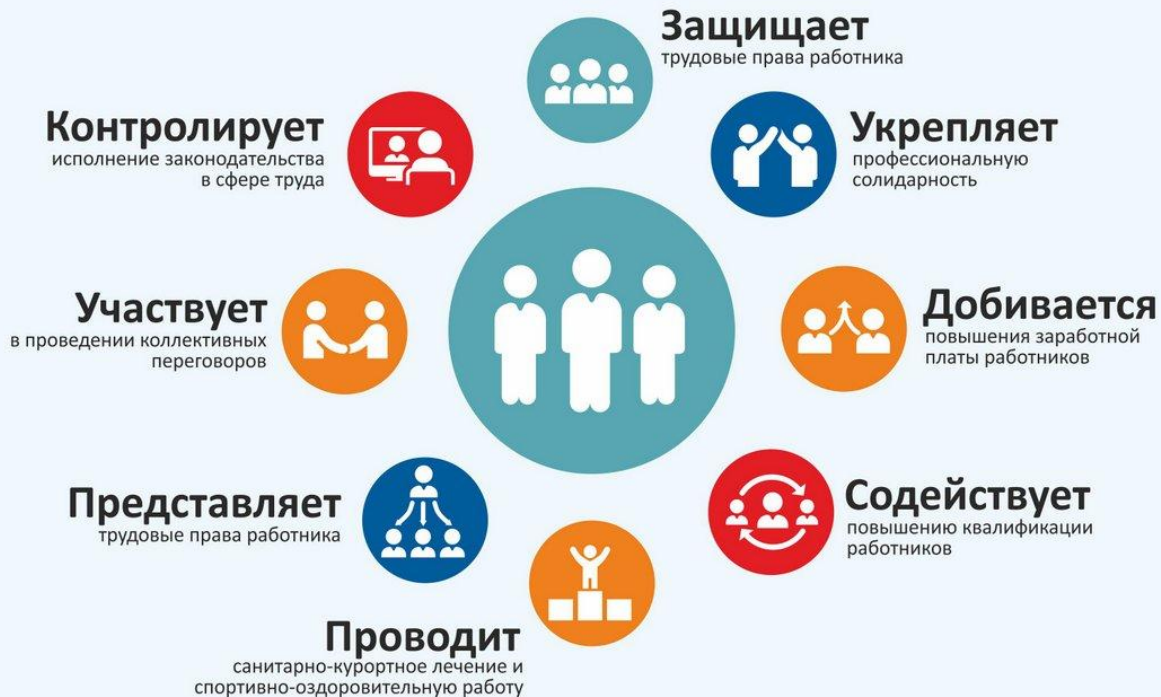 Защищает
трудовые права работника
Укрепляет
профессиональную
солидарность
Добивается
повышения заработной
платы работников
Содействует
повышению квалификации
работников
Проводит
санитарно-курортное лечение и
спортивно-оздоровительную работу
Представляет
трудовые права работника
Участвует
в проведении коллективных
переговоров
Контролирует
исполнение законодательства
в сфере труда